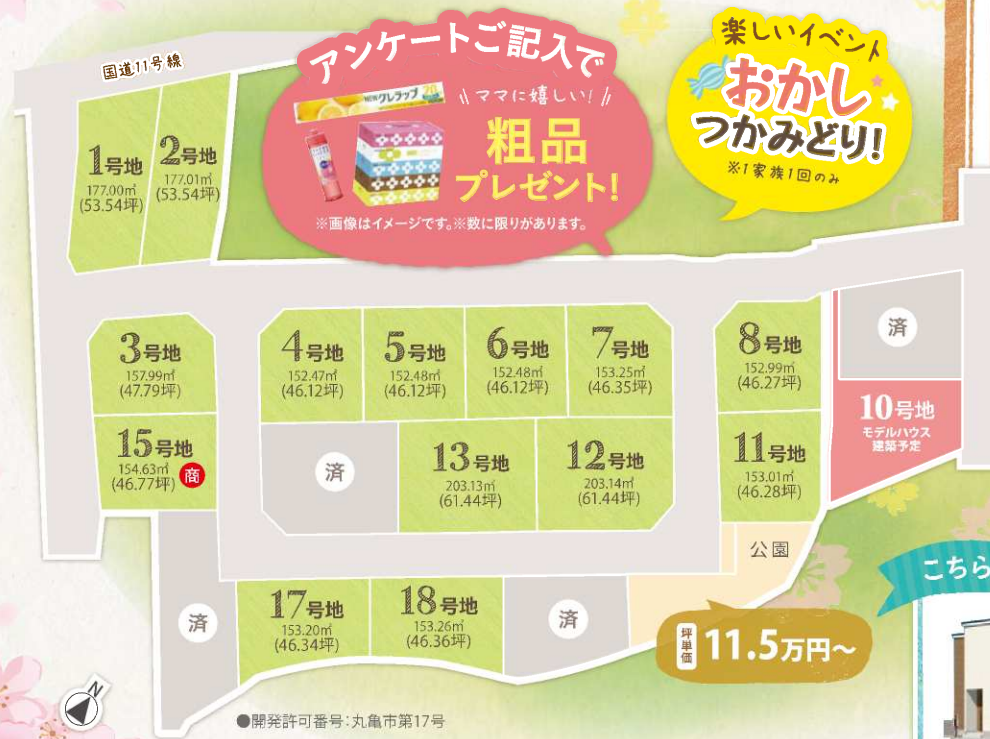 国道11号線
アンケートご記入で
ママに嬉しい!
NEWクレラップ 20
粗品
プレゼント!
※画像はイメージです。※数に限りがあります。
楽しいイベント
おかし
つかみどり!
※1家族1回のみ
1号地
177.00㎡
(53.54坪)
2号地
177.01㎡
(53.54坪)
3号地
157.99㎡
(47.79坪)
4号地
152.47㎡
(46.12坪)
5号地
152.48㎡
(46.12坪)
6号地
152.48㎡
(46.12坪)
7号地
153.25㎡
(46.35坪)
8号地
152.99㎡
(46.27坪)
済
10号地
モデルハウス
建築予定
15号地
154.63㎡
(46.77坪)
商
済
13号地
203.13㎡
(61.44坪)
12号地
203.14㎡
(61.44坪)
11号地
153.01㎡
(46.28坪)
公園
済
17号地
153.20㎡
(46.34坪)
18号地
153.26㎡
(46.36坪)
済
坪単価
11.5万円~
こちら
N
●開発許可番号:丸亀市第17号